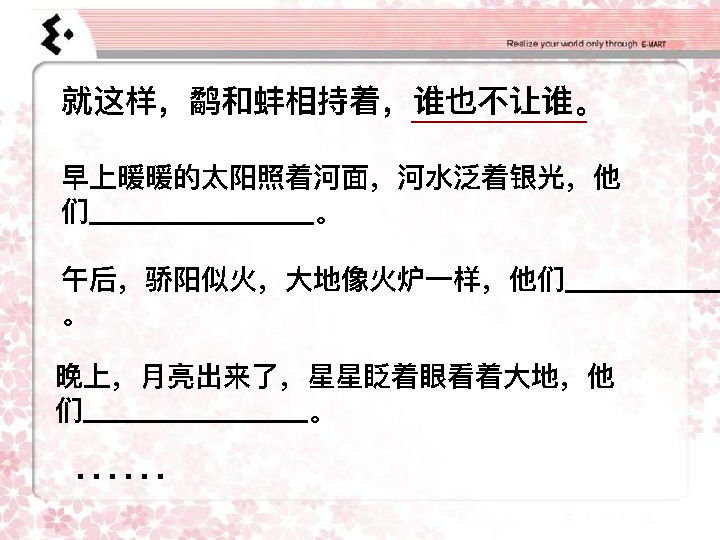 Realize your world only through E-MART
就这样，鹬和蚌相持着，谁也不让谁。
早上暖暖的太阳照着河面，河水泛着银光，他
们________________。
午后，骄阳似火，大地像火炉一样，他们___________
。
晚上，月亮出来了，星星眨着眼看着大地，他
们________________。
······